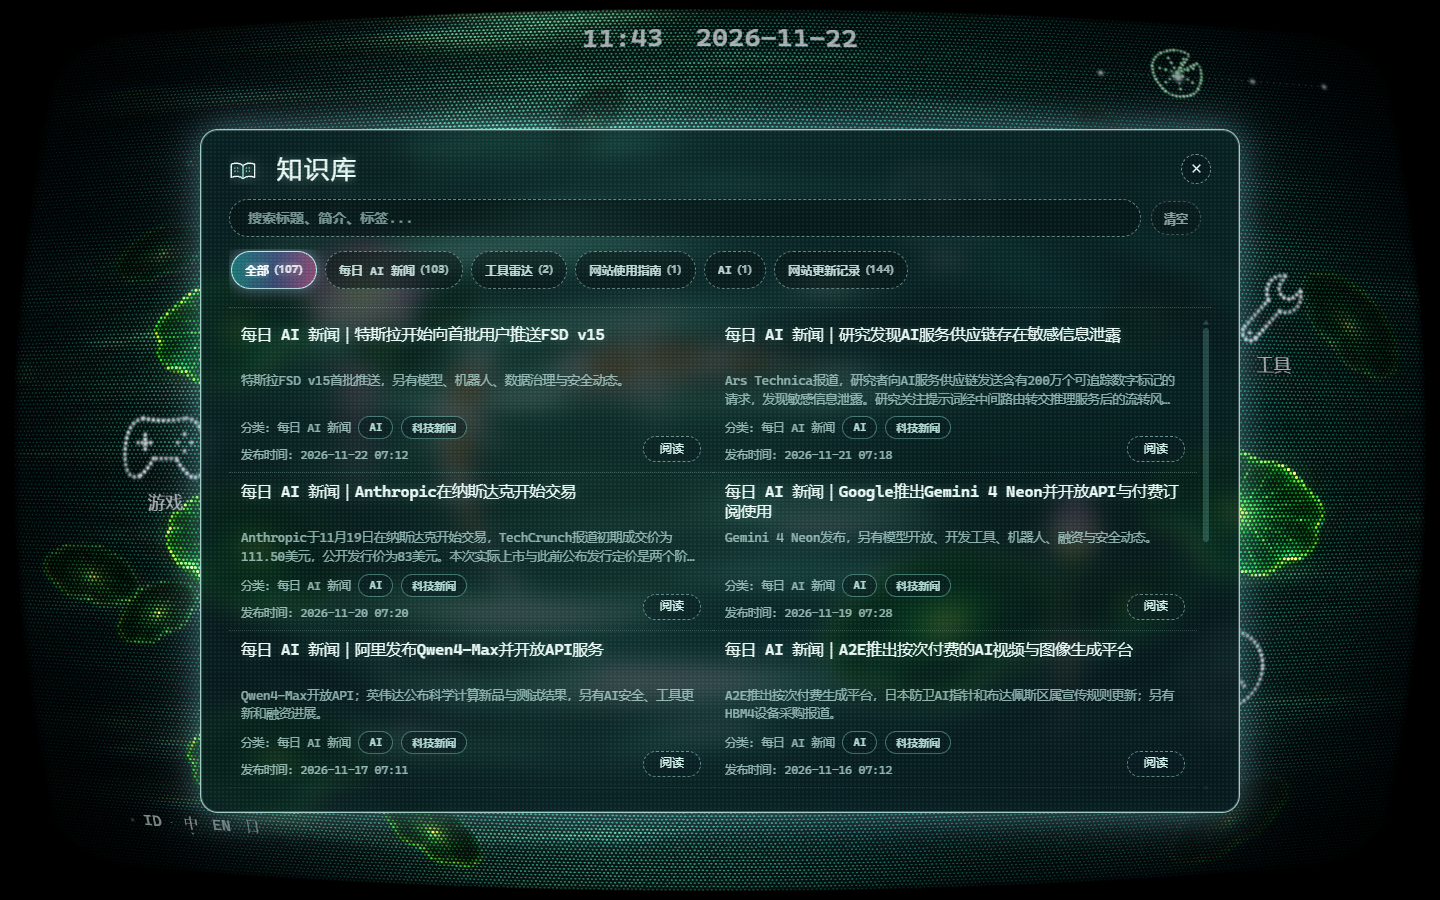 11:43 2026-11-22
知识库
搜索标题、简介、标签...
清空
全部 (107)
每日 AI 新闻 (103)
工具雷达 (2)
网站使用指南 (1)
AI (1)
网站更新记录 (144)
每日 AI 新闻 | 特斯拉开始向首批用户推送FSD v15
特斯拉FSD v15首批推送，另有模型、机器人、数据治理与安全动态。
分类: 每日 AI 新闻 AI 科技新闻
发布时间: 2026-11-22 07:12
阅读
每日 AI 新闻 | 研究发现AI服务供应链存在敏感信息泄露
Ars Technica报道，研究者向AI服务供应链发送含有200万个可追踪数字标记的
请求，发现敏感信息泄露。研究关注提示词经中间路由转交推理服务后的流转风…
分类: 每日 AI 新闻 AI 科技新闻
发布时间: 2026-11-21 07:18
阅读
每日 AI 新闻 | Anthropic在纳斯达克开始交易
Anthropic于11月19日在纳斯达克开始交易，TechCrunch报道初期成交价为
111.50美元，公开发行价为83美元。本次实际上市与此前公布发行定价是两个阶…
分类: 每日 AI 新闻 AI 科技新闻
发布时间: 2026-11-20 07:20
阅读
每日 AI 新闻 | Google推出Gemini 4 Neon并开放API与付费订
阅使用
Gemini 4 Neon发布，另有模型开放、开发工具、机器人、融资与安全动态。
分类: 每日 AI 新闻 AI 科技新闻
发布时间: 2026-11-19 07:28
阅读
每日 AI 新闻 | 阿里发布Qwen4-Max并开放API服务
Qwen4-Max开放API；英伟达公布科学计算新品与测试结果，另有AI安全、工具更
新和融资进展。
分类: 每日 AI 新闻 AI 科技新闻
发布时间: 2026-11-17 07:11
阅读
每日 AI 新闻 | A2E推出按次付费的AI视频与图像生成平台
A2E推出按次付费生成平台，日本防卫AI指针和布达佩斯区属宣传规则更新；另有
HBM4设备采购报道。
分类: 每日 AI 新闻 AI 科技新闻
发布时间: 2026-11-16 07:12
阅读
游戏
工具
ID 中 EN 日